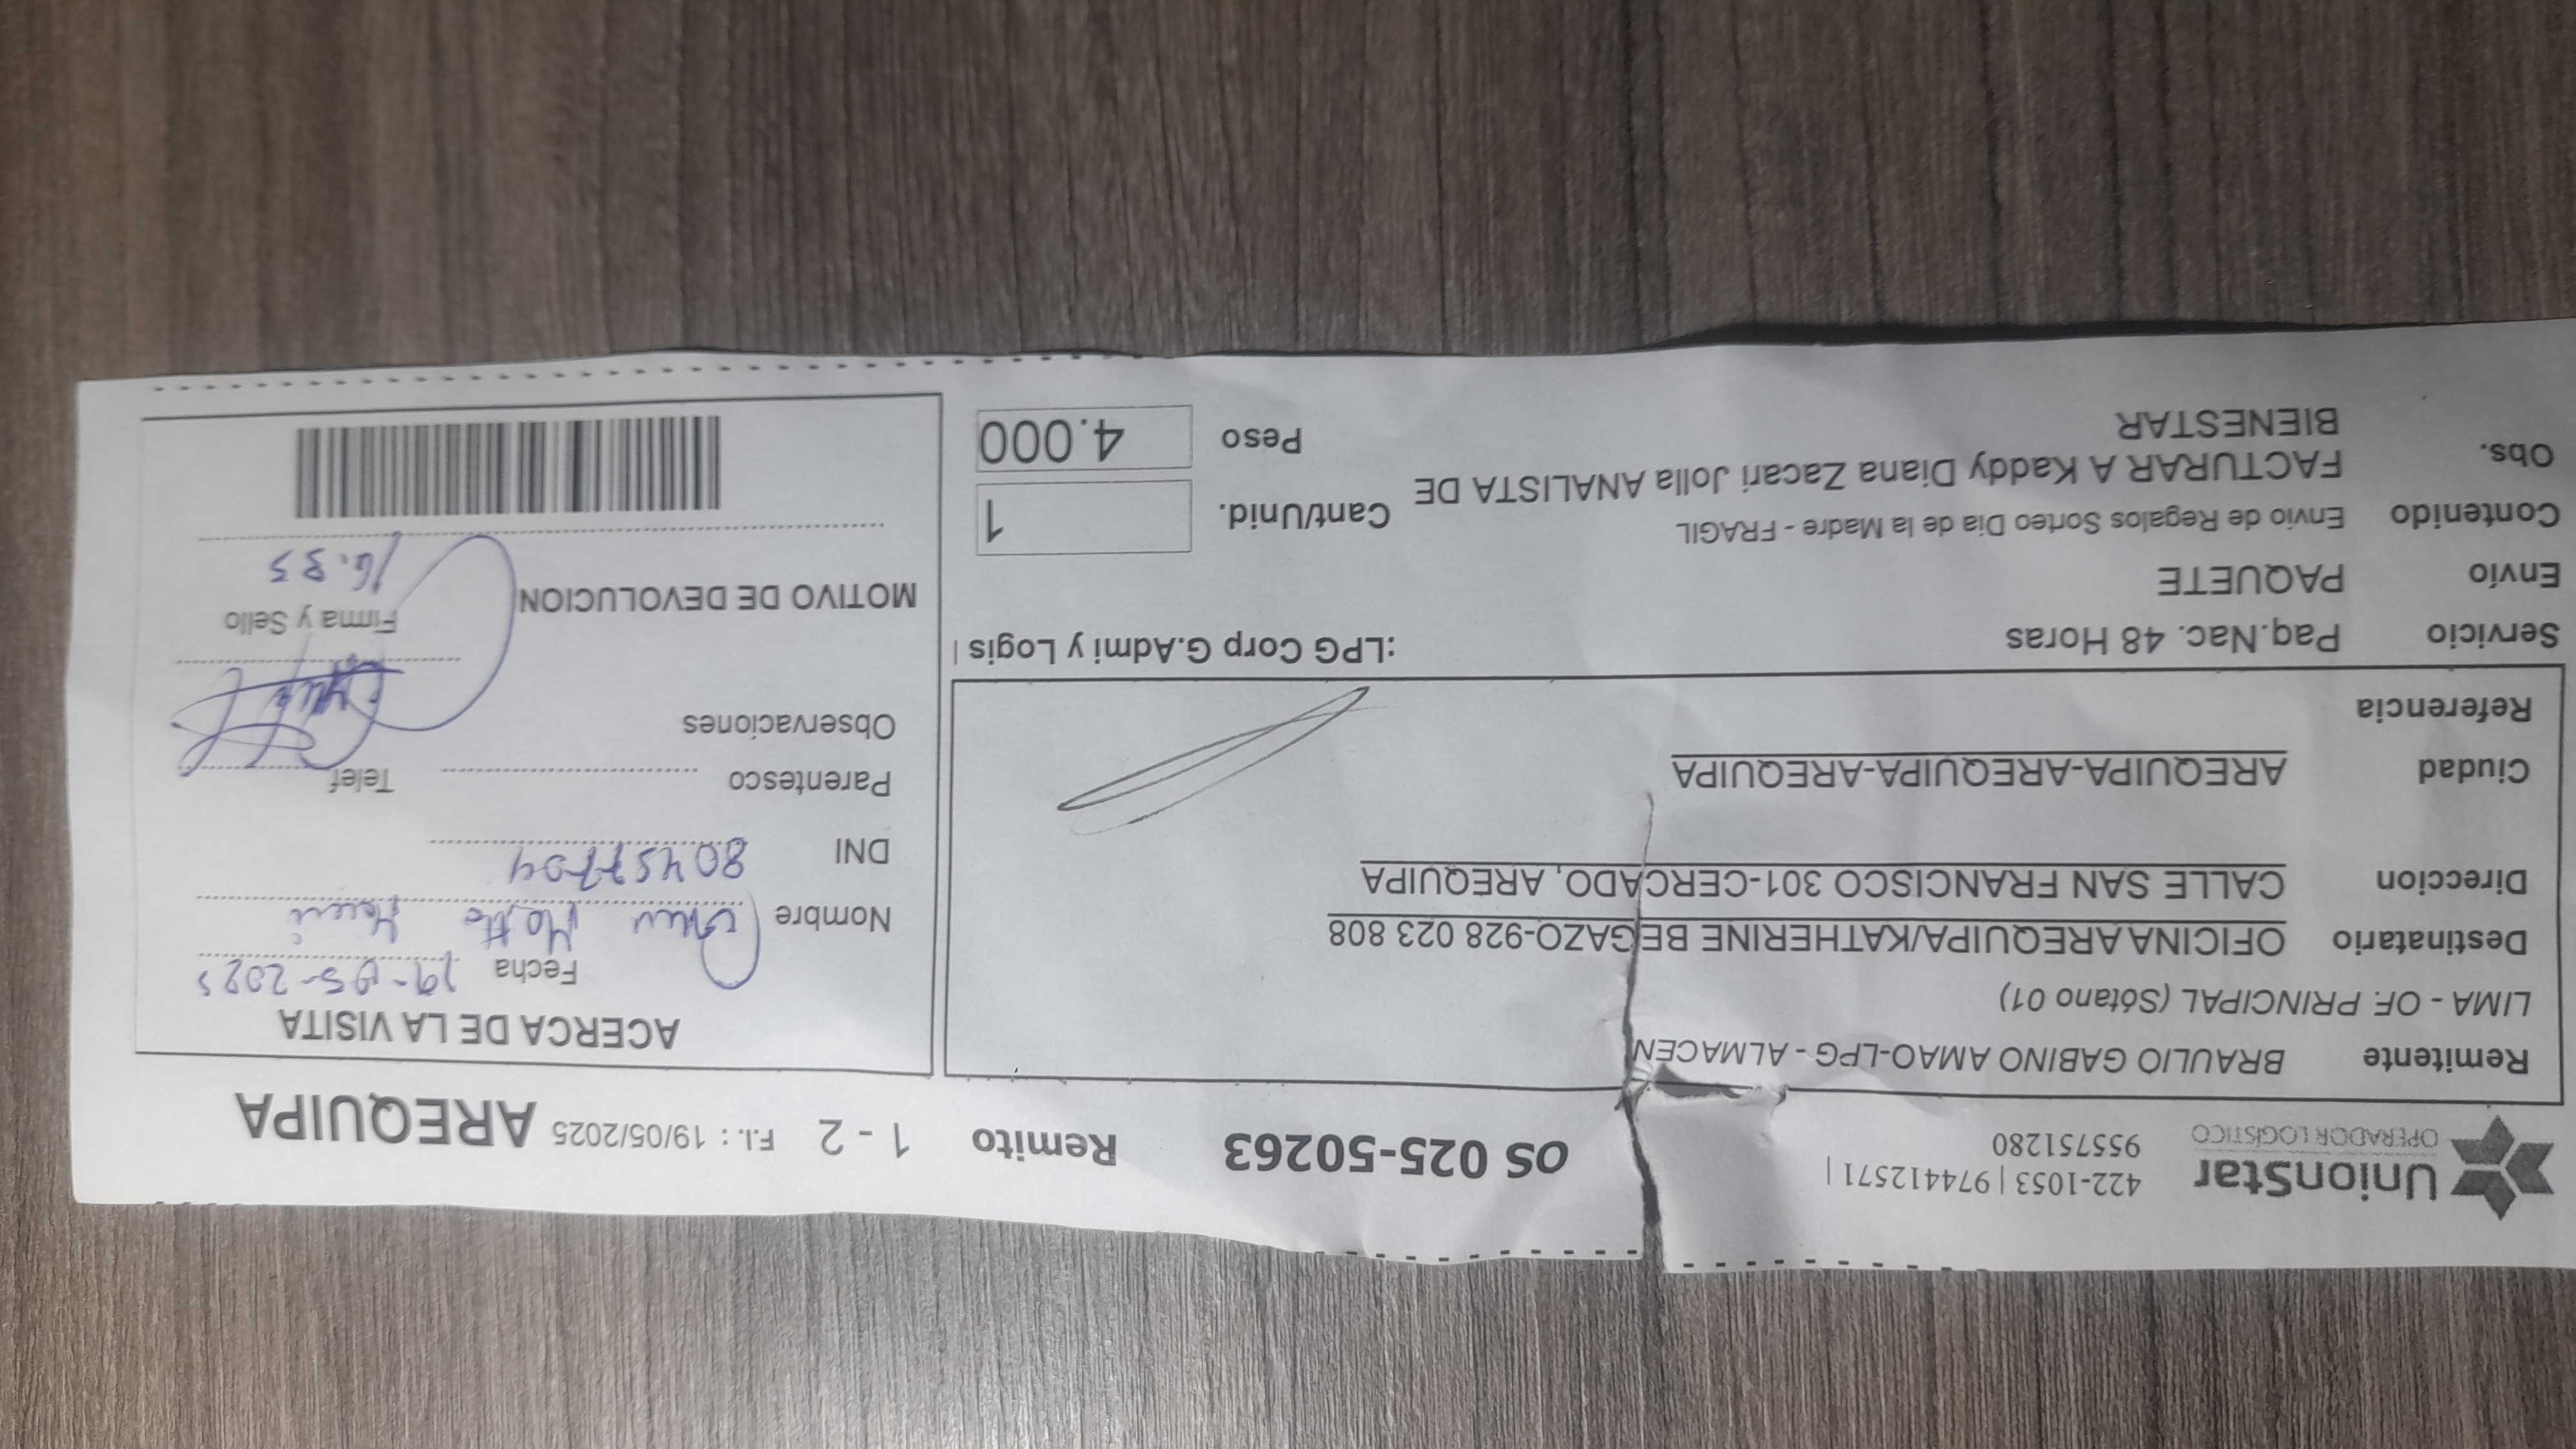 UnionStar
OPERADOR LOGÍSTICO
422-1053 | 974412571 |
955751280
OS 025-50263
Remito 1 - 2 F.I. : 19/05/2025 AREQUIPA
Remitente BRAULIO GABINO AMAO-LPG - ALMACEN
LIMA - OF. PRINCIPAL (Sótano 01)
Destinatario OFICINA AREQUIPA/KATHERINE BEGAZO-928 023 808
Direccion CALLE SAN FRANCISCO 301-CERCADO, AREQUIPA
Ciudad AREQUIPA-AREQUIPA-AREQUIPA
Referencia
Servicio Paq.Nac. 48 Horas :LPG Corp G.Admi y Logis |
Envío PAQUETE
Contenido Envio de Regalos Sorteo Dia de la Madre - FRAGIL
Obs. FACTURAR A Kaddy Diana Zacari Jolla ANALISTA DE
BIENESTAR
Cant/Unid. 1
Peso 4.000
ACERCA DE LA VISITA
Fecha 19-05-2025
Nombre
DNI 80457704
Parentesco Telef
Observaciones
Firma y Sello
MOTIVO DE DEVOLUCION
16.33